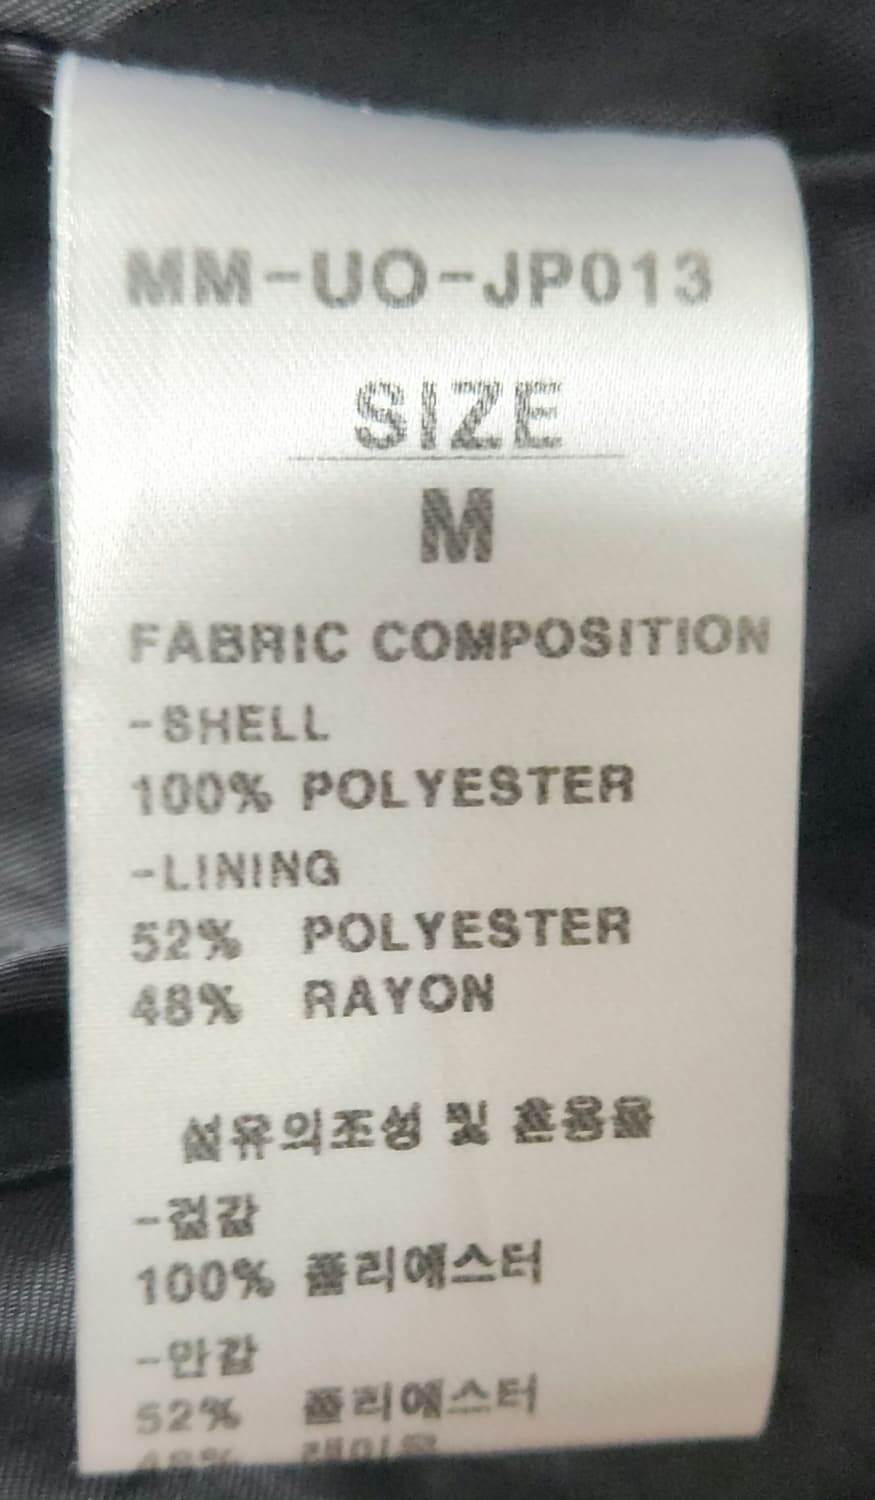 MM-UO-JP013
SIZE
M
FABRIC COMPOSITION
-SHELL
100% POLYESTER
-LINING
52% POLYESTER
48% RAYON
섬유의조성 및 혼용율
-겉감
100% 폴리에스터
-안감
52% 폴리에스터
48%